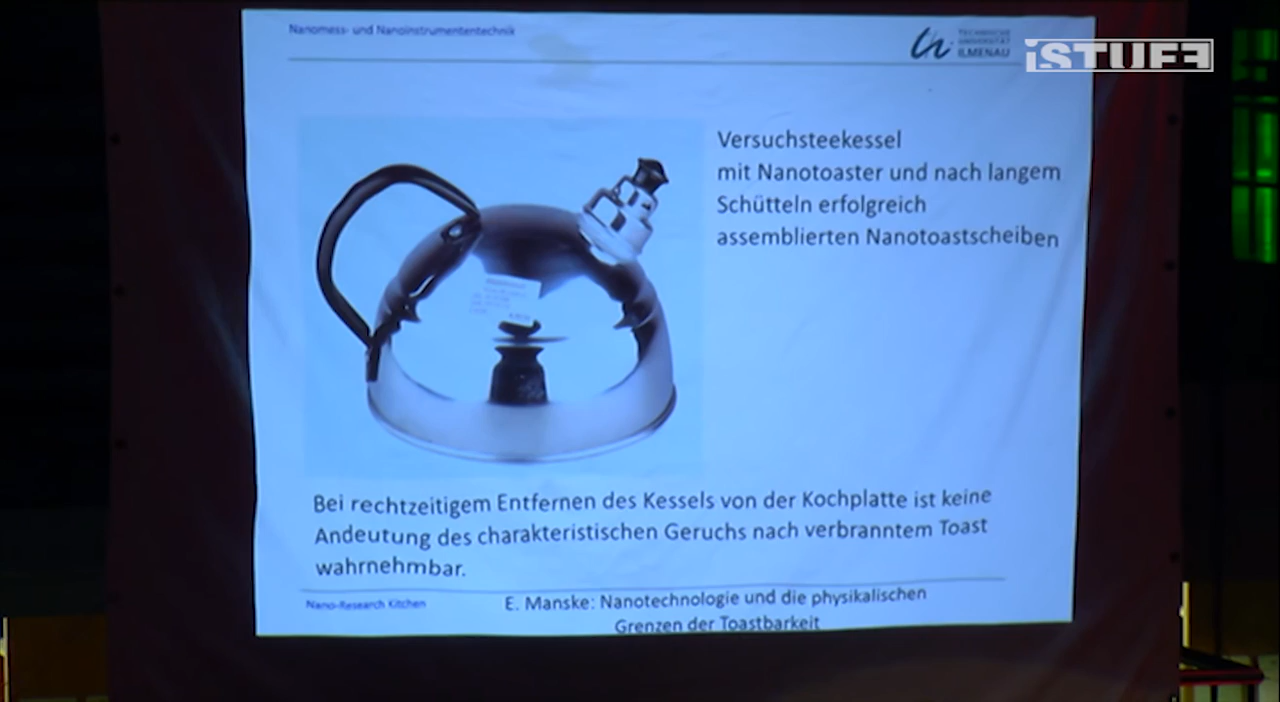 Nanomess- und Nanoinstrumententechnik
TECHNISCHE
UNIVERSITÄT
ILMENAU
iSTUFF
Versuchsteekessel
mit Nanotoaster und nach langem
Schütteln erfolgreich
assemblierten Nanotoastscheiben
Bei rechtzeitigem Entfernen des Kessels von der Kochplatte ist keine
Andeutung des charakteristischen Geruchs nach verbranntem Toast
wahrnehmbar.
Nano-Research Kitchen
E. Manske: Nanotechnologie und die physikalischen
Grenzen der Toastbarkeit